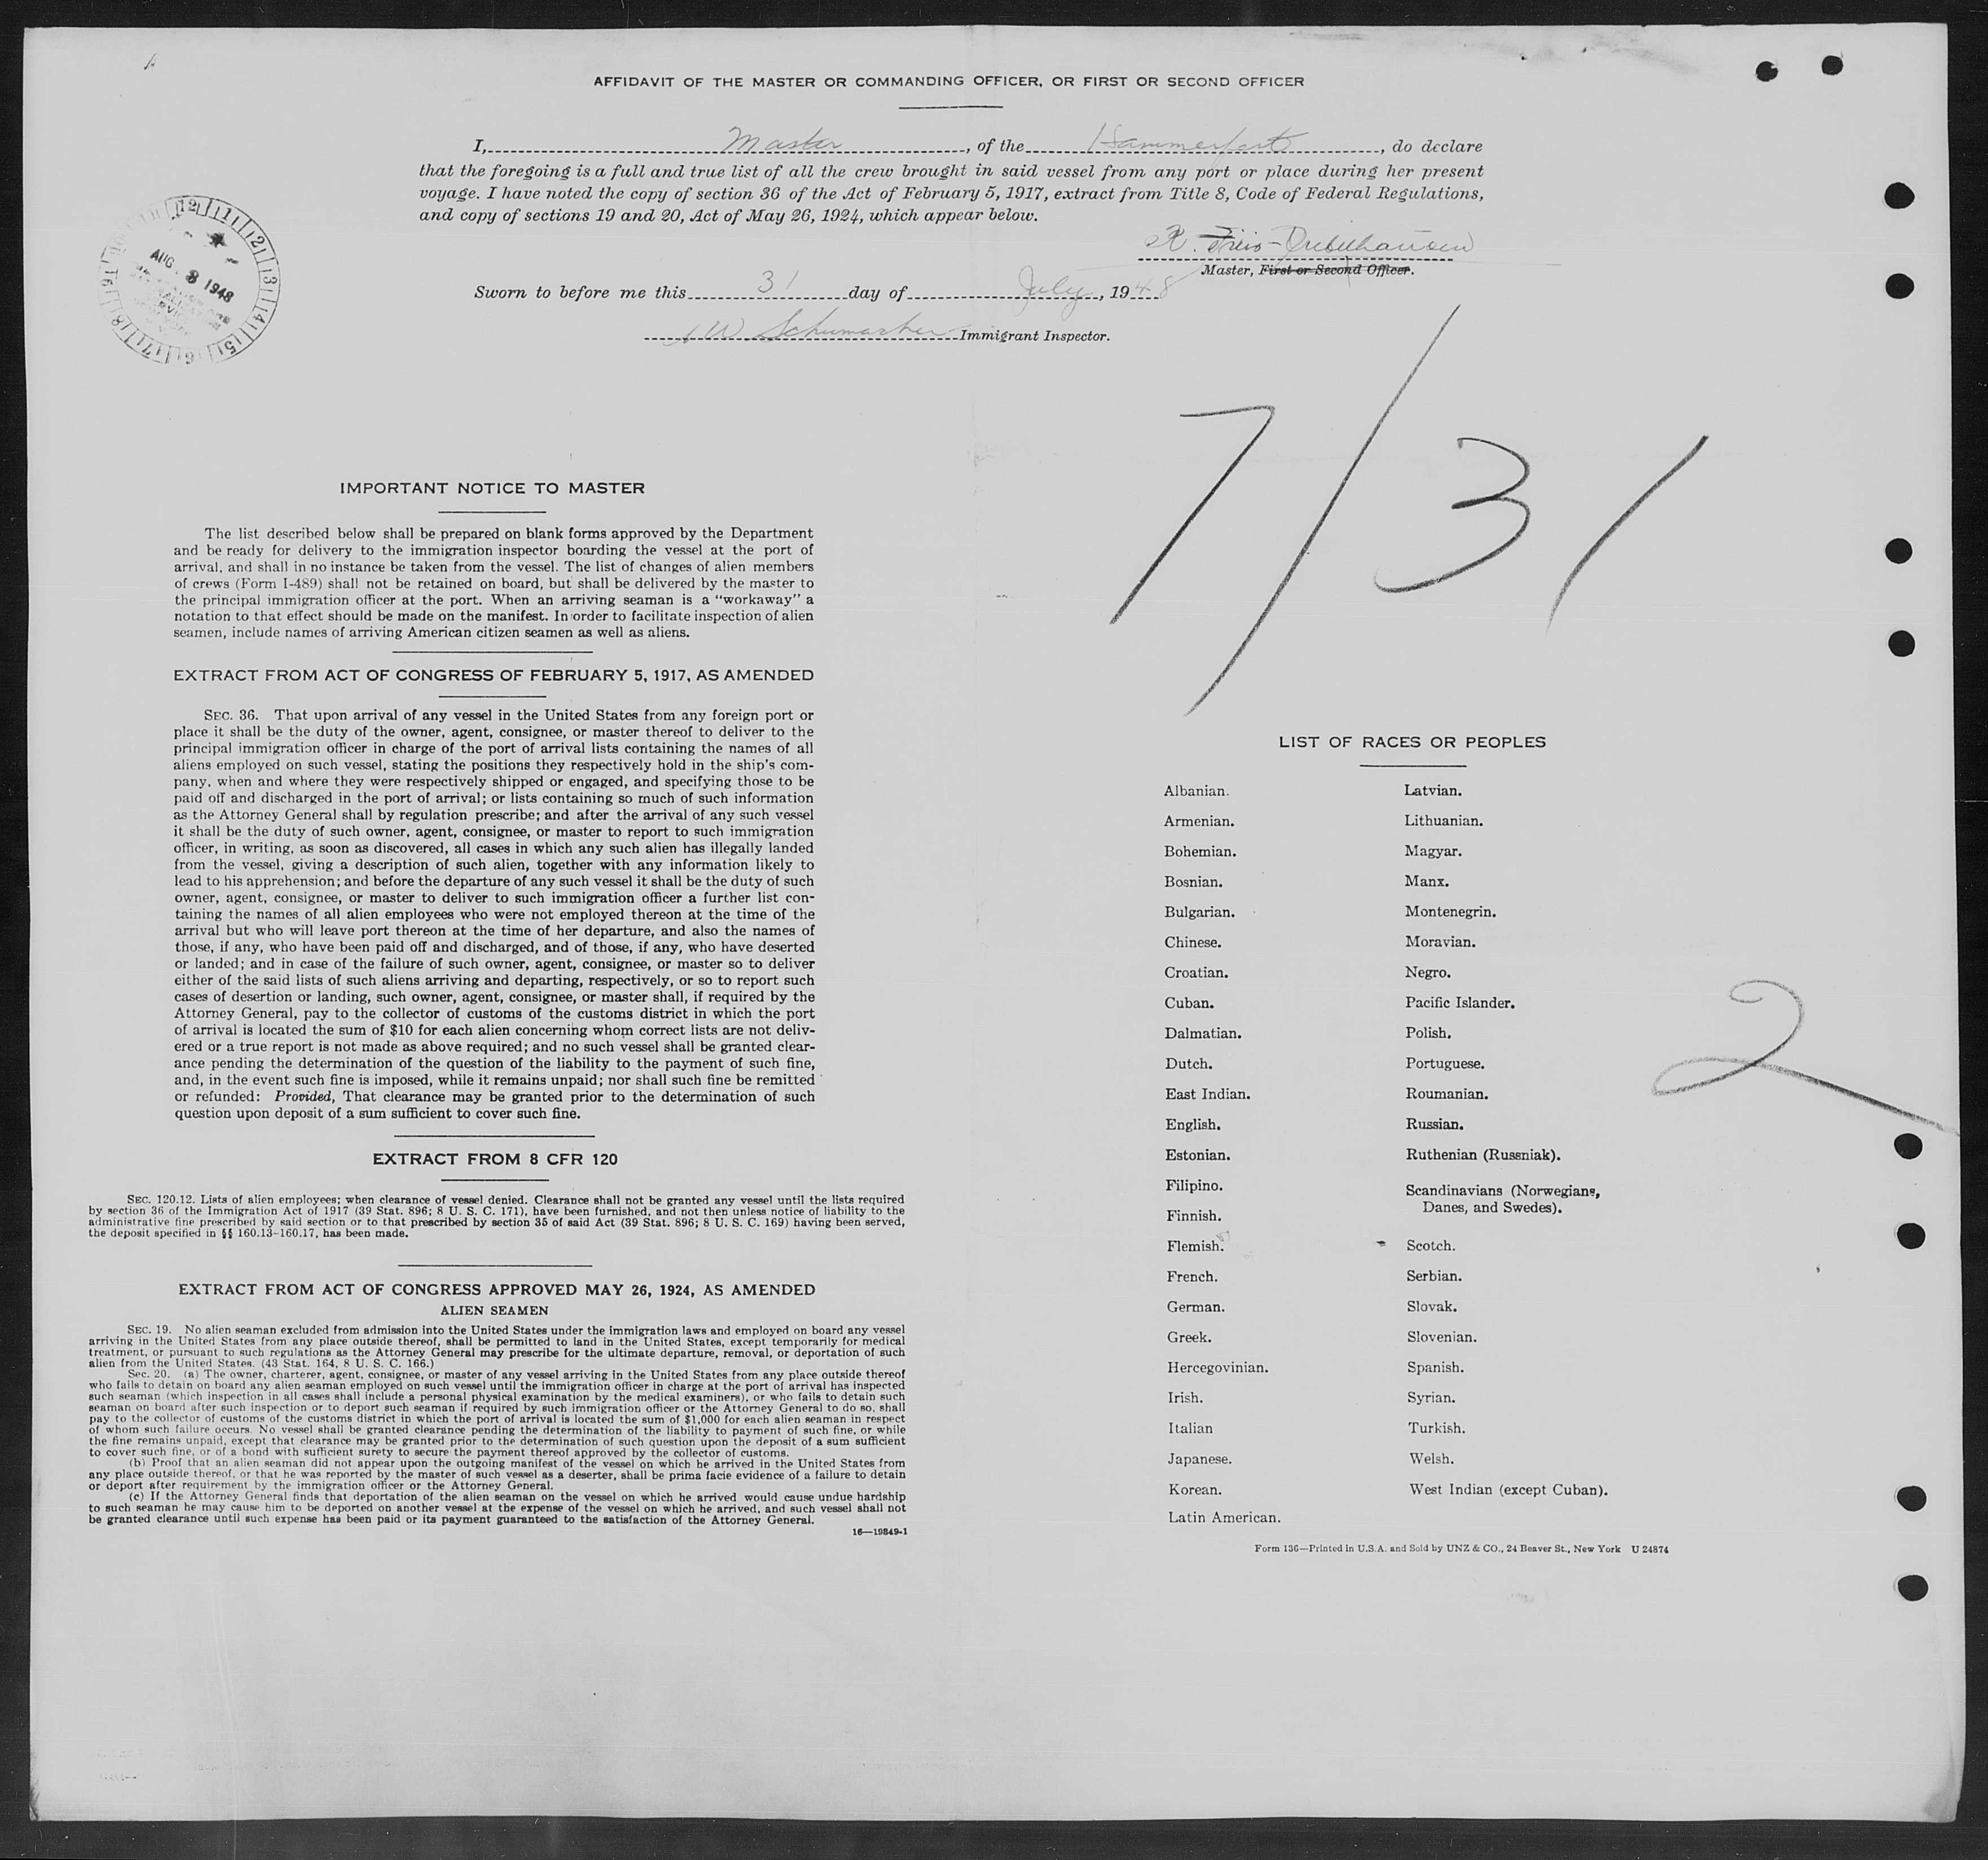 AFFIDAVIT OF THE MASTER OR COMMANDING OFFICER, OR FIRST OR SECOND OFFICER
I, Master, of the Hammerfest, do declare
that the foregoing is a full and true list of all the crew brought in said vessel from any port or place during her present
voyage. I have noted the copy of section 36 of the Act of February 5, 1917, extract from Title 8, Code of Federal Regulations,
and copy of sections 19 and 20, Act of May 26, 1924, which appear below.
AUG 3 1948
Master, First or Second Officer.
Sworn to before me this 31 day of July, 1948
W Schumacher Immigrant Inspector.
7/31
IMPORTANT NOTICE TO MASTER
The list described below shall be prepared on blank forms approved by the Department
and be ready for delivery to the immigration inspector boarding the vessel at the port of
arrival, and shall in no instance be taken from the vessel. The list of changes of alien members
of crews (Form I-489) shall not be retained on board, but shall be delivered by the master to
the principal immigration officer at the port. When an arriving seaman is a "workaway" a
notation to that effect should be made on the manifest. In order to facilitate inspection of alien
seamen, include names of arriving American citizen seamen as well as aliens.
EXTRACT FROM ACT OF CONGRESS OF FEBRUARY 5, 1917, AS AMENDED
SEC. 36. That upon arrival of any vessel in the United States from any foreign port or
place it shall be the duty of the owner, agent, consignee, or master thereof to deliver to the
principal immigration officer in charge of the port of arrival lists containing the names of all
aliens employed on such vessel, stating the positions they respectively hold in the ship's com-
pany, when and where they were respectively shipped or engaged, and specifying those to be
paid off and discharged in the port of arrival; or lists containing so much of such information
as the Attorney General shall by regulation prescribe; and after the arrival of any such vessel
it shall be the duty of such owner, agent, consignee, or master to report to such immigration
officer, in writing, as soon as discovered, all cases in which any such alien has illegally landed
from the vessel, giving a description of such alien, together with any information likely to
lead to his apprehension; and before the departure of any such vessel it shall be the duty of such
owner, agent, consignee, or master to deliver to such immigration officer a further list con-
taining the names of all alien employees who were not employed thereon at the time of the
arrival but who will leave port thereon at the time of her departure, and also the names of
those, if any, who have been paid off and discharged, and of those, if any, who have deserted
or landed; and in case of the failure of such owner, agent, consignee, or master so to deliver
either of the said lists of such aliens arriving and departing, respectively, or so to report such
cases of desertion or landing, such owner, agent, consignee, or master shall, if required by the
Attorney General, pay to the collector of customs of the customs district in which the port
of arrival is located the sum of $10 for each alien concerning whom correct lists are not deliv-
ered or a true report is not made as above required; and no such vessel shall be granted clear-
ance pending the determination of the question of the liability to the payment of such fine,
and, in the event such fine is imposed, while it remains unpaid; nor shall such fine be remitted
or refunded: Provided, That clearance may be granted prior to the determination of such
question upon deposit of a sum sufficient to cover such fine.
EXTRACT FROM 8 CFR 120
SEC. 120.12. Lists of alien employees; when clearance of vessel denied. Clearance shall not be granted any vessel until the lists required
by section 36 of the Immigration Act of 1917 (39 Stat. 896; 8 U. S. C. 171), have been furnished, and not then unless notice of liability to the
administrative fine prescribed by said section or to that prescribed by section 35 of said Act (39 Stat. 896; 8 U. S. C. 169) having been served,
the deposit specified in §§ 160.13-160.17, has been made.
EXTRACT FROM ACT OF CONGRESS APPROVED MAY 26, 1924, AS AMENDED
ALIEN SEAMEN
SEC. 19. No alien seaman excluded from admission into the United States under the immigration laws and employed on board any vessel
arriving in the United States from any place outside thereof, shall be permitted to land in the United States, except temporarily for medical
treatment, or pursuant to such regulations as the Attorney General may prescribe for the ultimate departure, removal, or deportation of such
alien from the United States. (43 Stat. 164, 8 U. S. C. 166.)
Sec. 20. (a) The owner, charterer, agent, consignee, or master of any vessel arriving in the United States from any place outside thereof
who fails to detain on board any alien seaman employed on such vessel until the immigration officer in charge at the port of arrival has inspected
such seaman (which inspection in all cases shall include a personal physical examination by the medical examiners), or who fails to detain such
seaman on board after such inspection or to deport such seaman if required by such immigration officer or the Attorney General to do so, shall
pay to the collector of customs of the customs district in which the port of arrival is located the sum of $1,000 for each alien seaman in respect
of whom such failure occurs. No vessel shall be granted clearance pending the determination of the liability to payment of such fine, or while
the fine remains unpaid, except that clearance may be granted prior to the determination of such question upon the deposit of a sum sufficient
to cover such fine, or of a bond with sufficient surety to secure the payment thereof approved by the collector of customs.
(b) Proof that an alien seaman did not appear upon the outgoing manifest of the vessel on which he arrived in the United States from
any place outside thereof, or that he was reported by the master of such vessel as a deserter, shall be prima facie evidence of a failure to detain
or deport after requirement by the immigration officer or the Attorney General.
(c) If the Attorney General finds that deportation of the alien seaman on the vessel on which he arrived would cause undue hardship
to such seaman he may cause him to be deported on another vessel at the expense of the vessel on which he arrived, and such vessel shall not
be granted clearance until such expense has been paid or its payment guaranteed to the satisfaction of the Attorney General.
16—19849-1
LIST OF RACES OR PEOPLES
Albanian.
Armenian.
Bohemian.
Bosnian.
Bulgarian.
Chinese.
Croatian.
Cuban.
Dalmatian.
Dutch.
East Indian.
English.
Estonian.
Filipino.
Finnish.
Flemish.
French.
German.
Greek.
Hercegovinian.
Irish.
Italian
Japanese.
Korean.
Latin American.
Latvian.
Lithuanian.
Magyar.
Manx.
Montenegrin.
Moravian.
Negro.
Pacific Islander.
Polish.
Portuguese.
Roumanian.
Russian.
Ruthenian (Russniak).
Scandinavians (Norwegians,
Danes, and Swedes).
Scotch.
Serbian.
Slovak.
Slovenian.
Spanish.
Syrian.
Turkish.
Welsh.
West Indian (except Cuban).
2
Form 136—Printed in U.S.A. and Sold by UNZ & CO., 24 Beaver St., New York U 24874